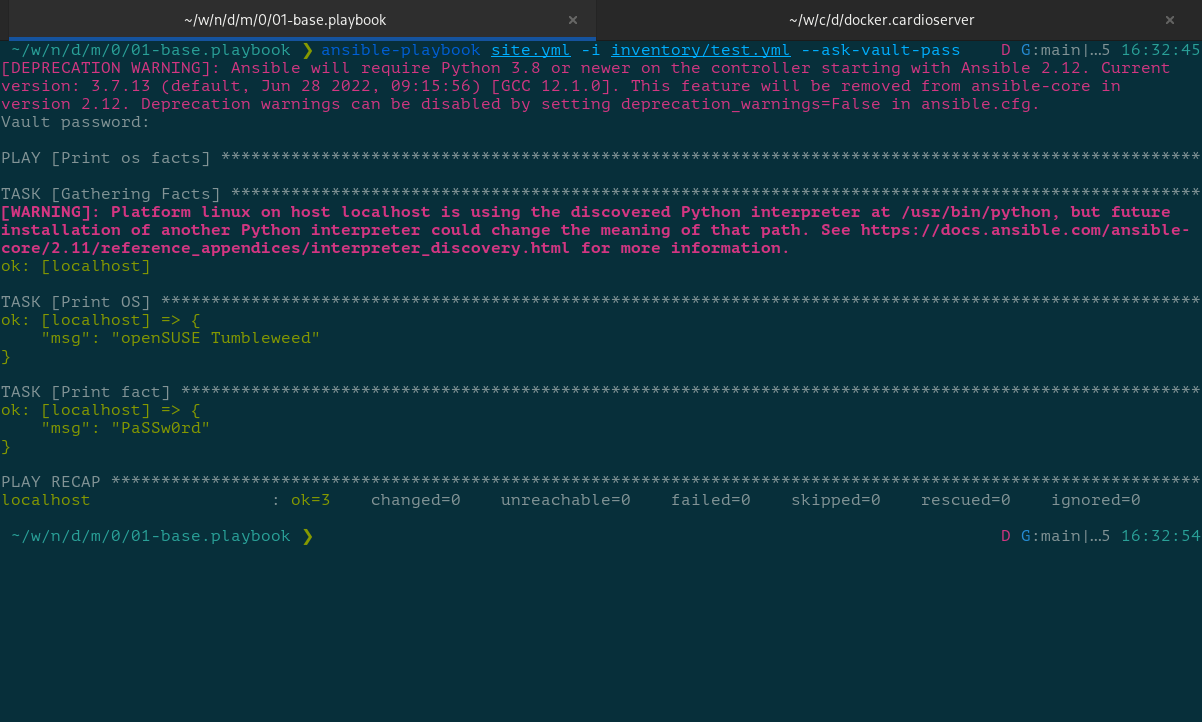 ~/w/n/d/m/0/01-base.playbook × ~/w/c/d/docker.cardioserver ×
~/w/n/d/m/0/01-base.playbook ❯ ansible-playbook site.yml -i inventory/test.yml --ask-vault-pass D G:main|…5 16:32:45
[DEPRECATION WARNING]: Ansible will require Python 3.8 or newer on the controller starting with Ansible 2.12. Current
version: 3.7.13 (default, Jun 28 2022, 09:15:56) [GCC 12.1.0]. This feature will be removed from ansible-core in
version 2.12. Deprecation warnings can be disabled by setting deprecation_warnings=False in ansible.cfg.
Vault password:
PLAY [Print os facts] **************************************************************************************************
TASK [Gathering Facts] *************************************************************************************************
[WARNING]: Platform linux on host localhost is using the discovered Python interpreter at /usr/bin/python, but future
installation of another Python interpreter could change the meaning of that path. See https://docs.ansible.com/ansible-
core/2.11/reference_appendices/interpreter_discovery.html for more information.
ok: [localhost]
TASK [Print OS] ********************************************************************************************************
ok: [localhost] => {
    "msg": "openSUSE Tumbleweed"
}
TASK [Print fact] ******************************************************************************************************
ok: [localhost] => {
    "msg": "PaSSw0rd"
}
PLAY RECAP *************************************************************************************************************
localhost                  : ok=3    changed=0    unreachable=0    failed=0    skipped=0    rescued=0    ignored=0
~/w/n/d/m/0/01-base.playbook ❯ D G:main|…5 16:32:54